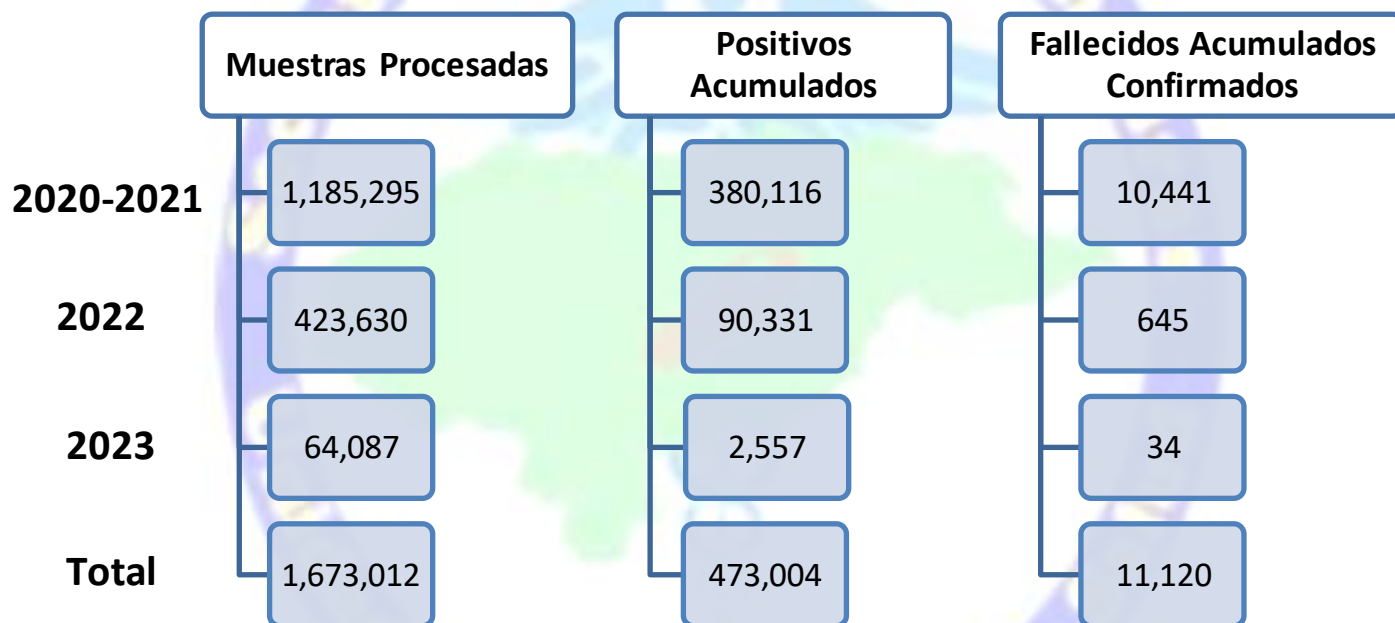 Muestras Procesadas
Positivos
Acumulados
Fallecidos Acumulados
Confirmados
2020-2021
1,185,295
380,116
10,441
2022
423,630
90,331
645
2023
64,087
2,557
34
Total
1,673,012
473,004
11,120